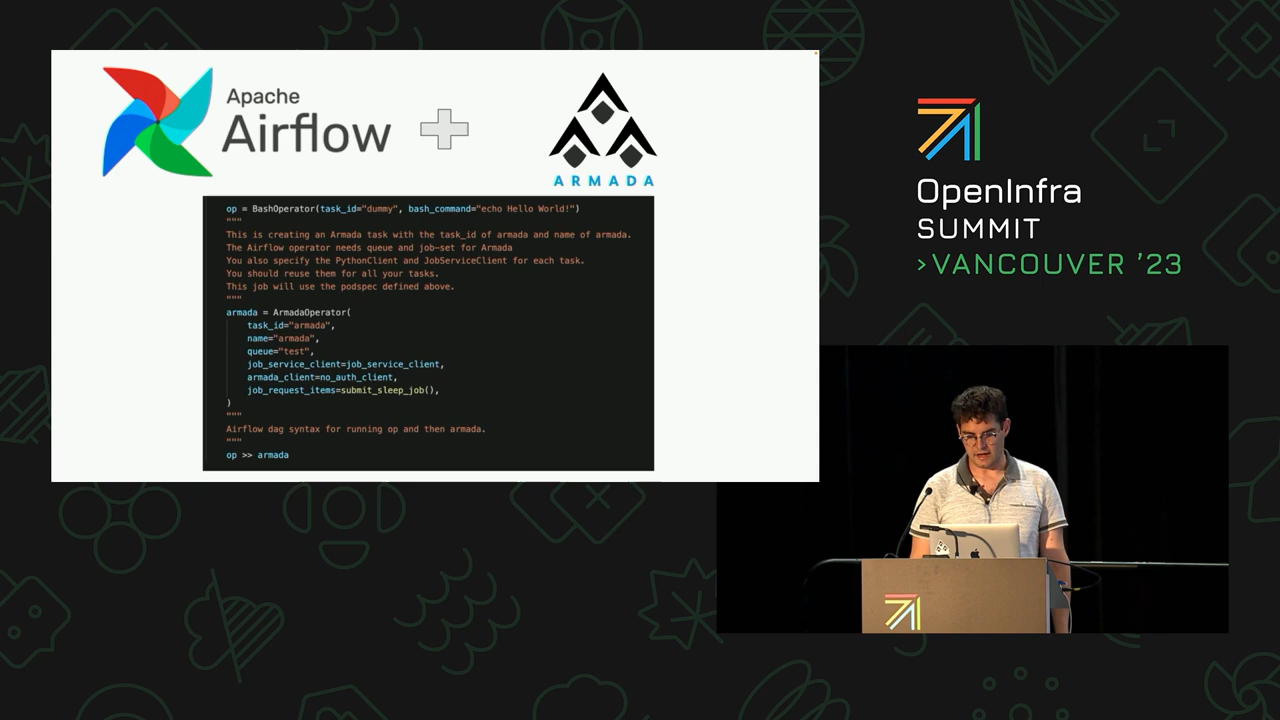 Apache
Airflow
ARMADA
op = BashOperator(task_id="dummy", bash_command="echo Hello World!")
"""
This is creating an Armada task with the task_id of armada and name of armada.
The Airflow operator needs queue and job-set for Armada
You also specify the PythonClient and JobServiceClient for each task.
You should reuse them for all your tasks.
This job will use the podspec defined above.
"""
armada = ArmadaOperator(
    task_id="armada",
    name="armada",
    queue="test",
    job_service_client=job_service_client,
    armada_client=no_auth_client,
    job_request_items=submit_sleep_job(),
)
"""
Airflow dag syntax for running op and then armada.
"""
op >> armada
OpenInfra
SUMMIT
>VANCOUVER '23